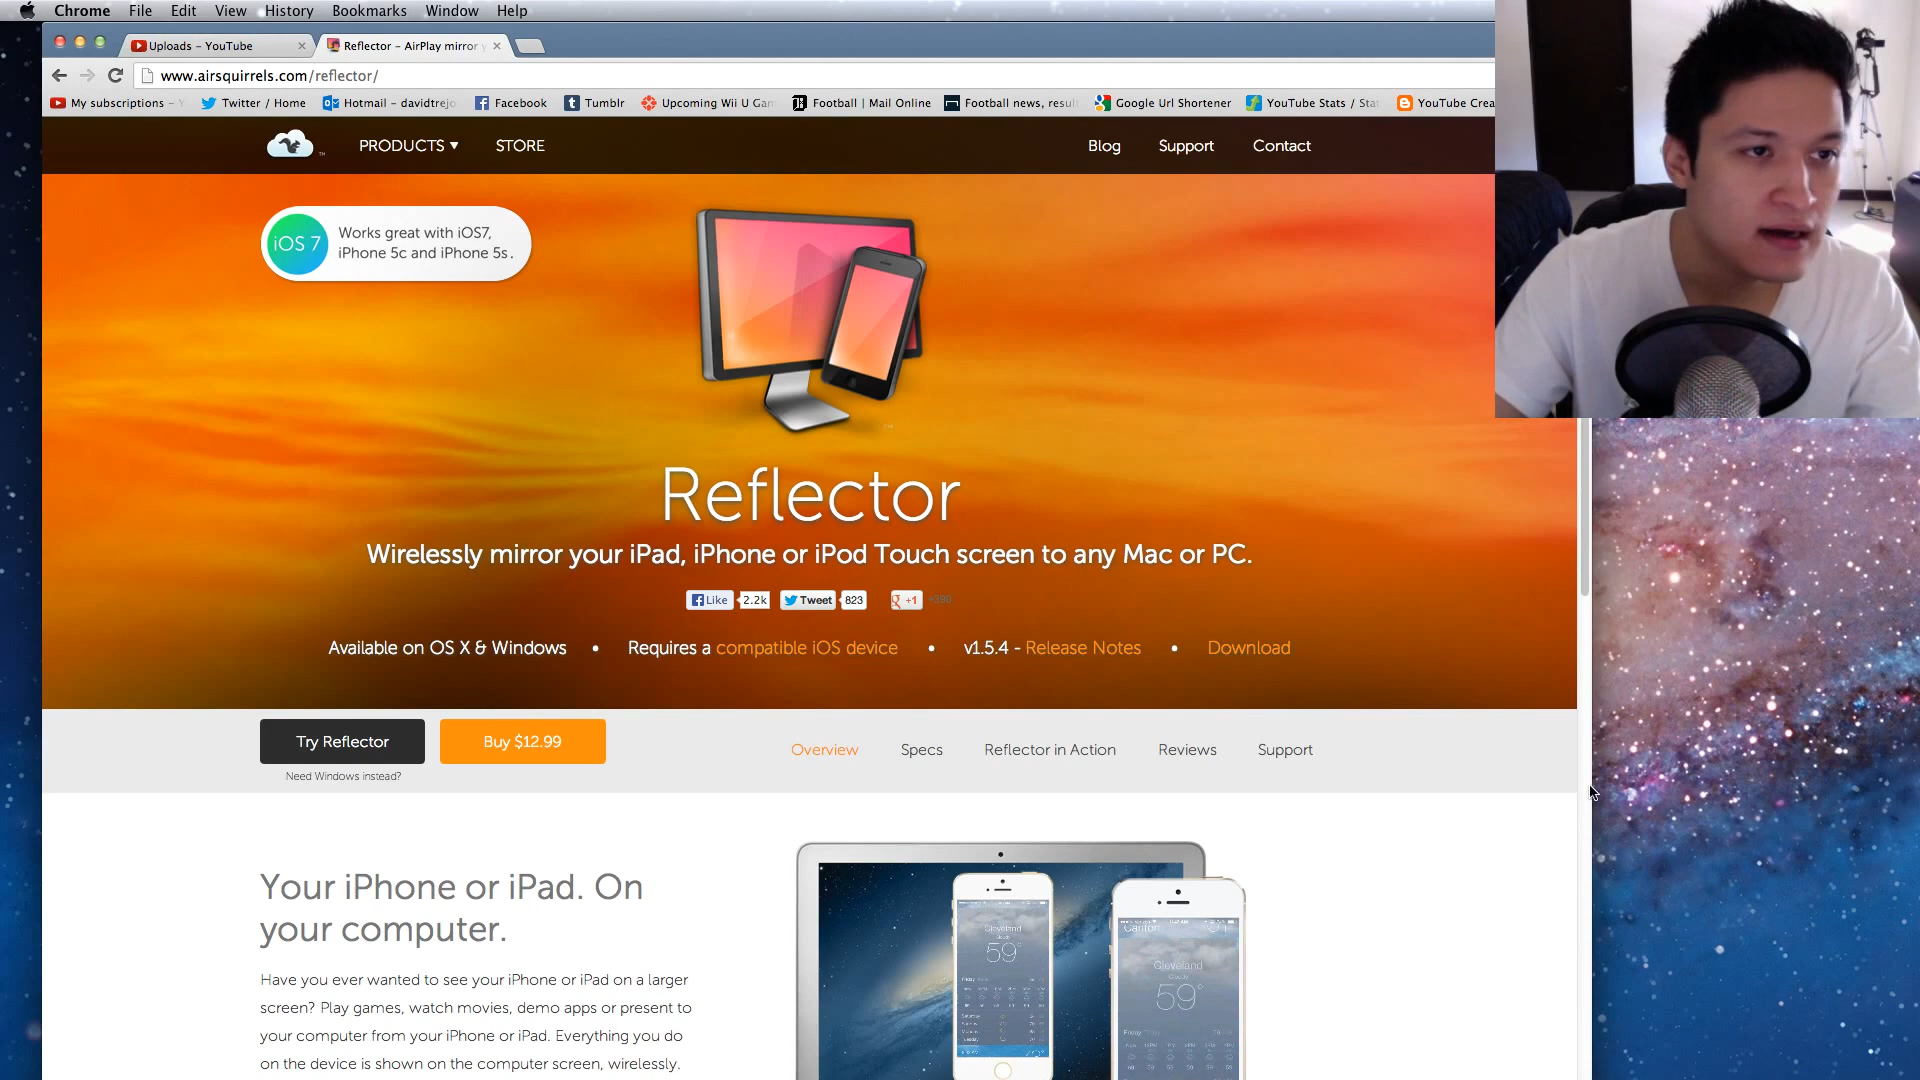 Chrome File Edit View History Bookmarks Window Help
Uploads – YouTube
Reflector – AirPlay mirror y
www.airsquirrels.com/reflector/
My subscriptions – Y
Twitter / Home
Hotmail – davidtrejo
Facebook
Tumblr
Upcoming Wii U Gam
Football | Mail Online
Football news, resul
Google Url Shortener
YouTube Stats / Stat
YouTube Crea
PRODUCTS ▾
STORE
Blog
Support
Contact
iOS 7
Works great with iOS7,
iPhone 5c and iPhone 5s.
Reflector
Wirelessly mirror your iPad, iPhone or iPod Touch screen to any Mac or PC.
Like 2.2k Tweet 823 +1 +390
Available on OS X & Windows • Requires a compatible iOS device • v1.5.4 - Release Notes • Download
Try Reflector
Buy $12.99
Need Windows instead?
Overview
Specs
Reflector in Action
Reviews
Support
Your iPhone or iPad. On
your computer.
Have you ever wanted to see your iPhone or iPad on a larger
screen? Play games, watch movies, demo apps or present to
your computer from your iPhone or iPad. Everything you do
on the device is shown on the computer screen, wirelessly.
Cleveland
59°
Canton
Cleveland
59°